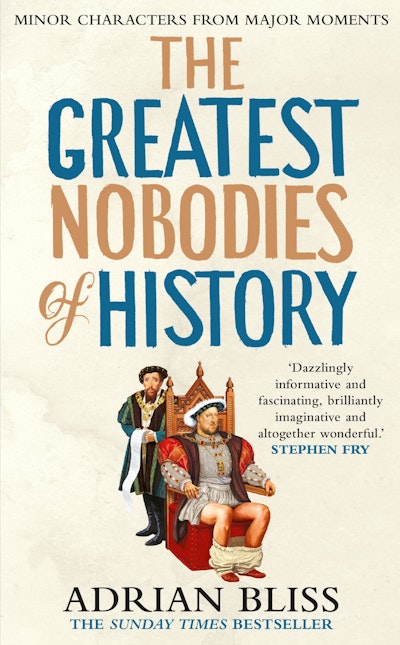 MINOR CHARACTERS FROM MAJOR MOMENTS
THE
GREATEST
NOBODIES
of HISTORY
‘Dazzlingly
informative and
fascinating, brilliantly
imaginative and
altogether wonderful.’
STEPHEN FRY
ADRIAN BLISS
THE SUNDAY TIMES BESTSELLER